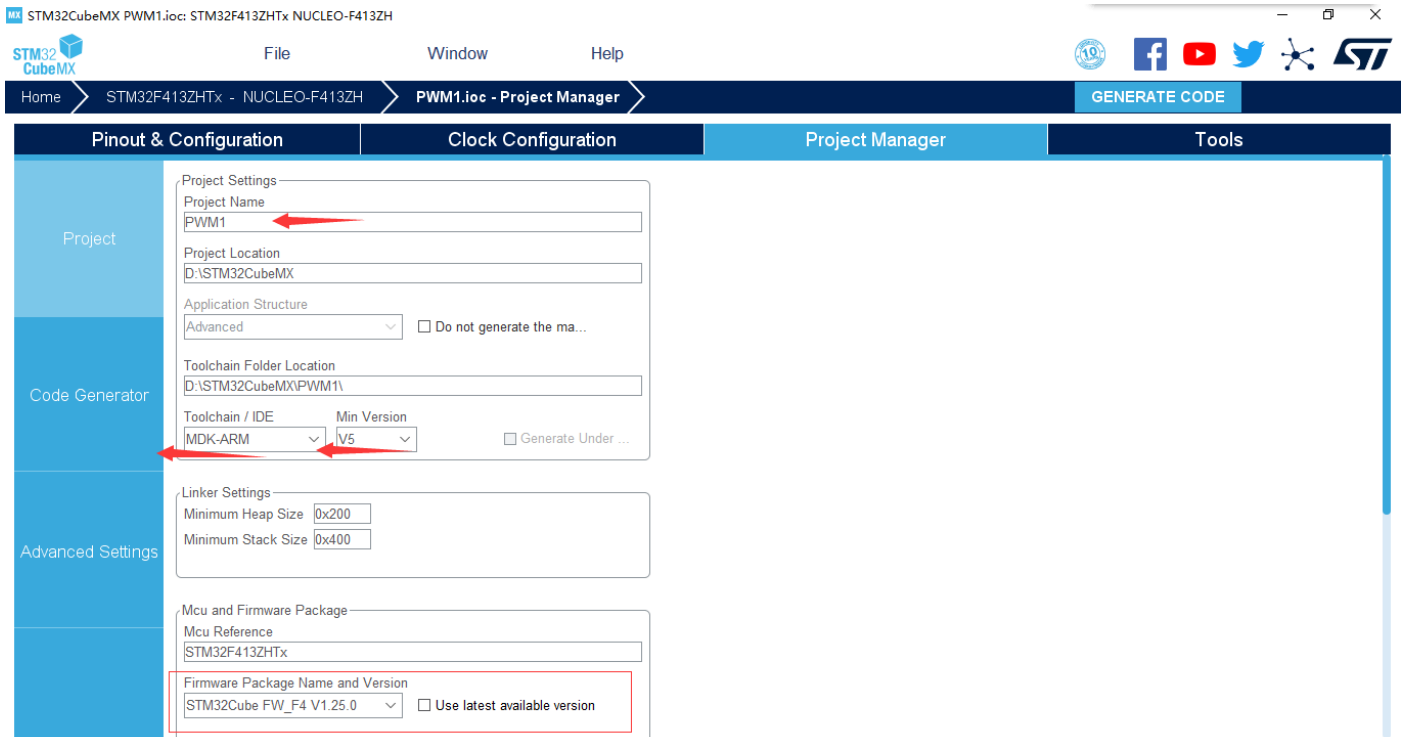 MX STM32CubeMX PWM1.ioc: STM32F413ZHTx NUCLEO-F413ZH
STM32 CubeMX
File Window Help
10
Home STM32F413ZHTx - NUCLEO-F413ZH PWM1.ioc - Project Manager GENERATE CODE
Pinout & Configuration Clock Configuration Project Manager Tools
Project
Code Generator
Advanced Settings
Project Settings
Project Name
PWM1
Project Location
D:\STM32CubeMX
Application Structure
Advanced Do not generate the ma...
Toolchain Folder Location
D:\STM32CubeMX\PWM1\
Toolchain / IDE Min Version
MDK-ARM V5 Generate Under ...
Linker Settings
Minimum Heap Size 0x200
Minimum Stack Size 0x400
Mcu and Firmware Package
Mcu Reference
STM32F413ZHTx
Firmware Package Name and Version
STM32Cube FW_F4 V1.25.0 Use latest available version